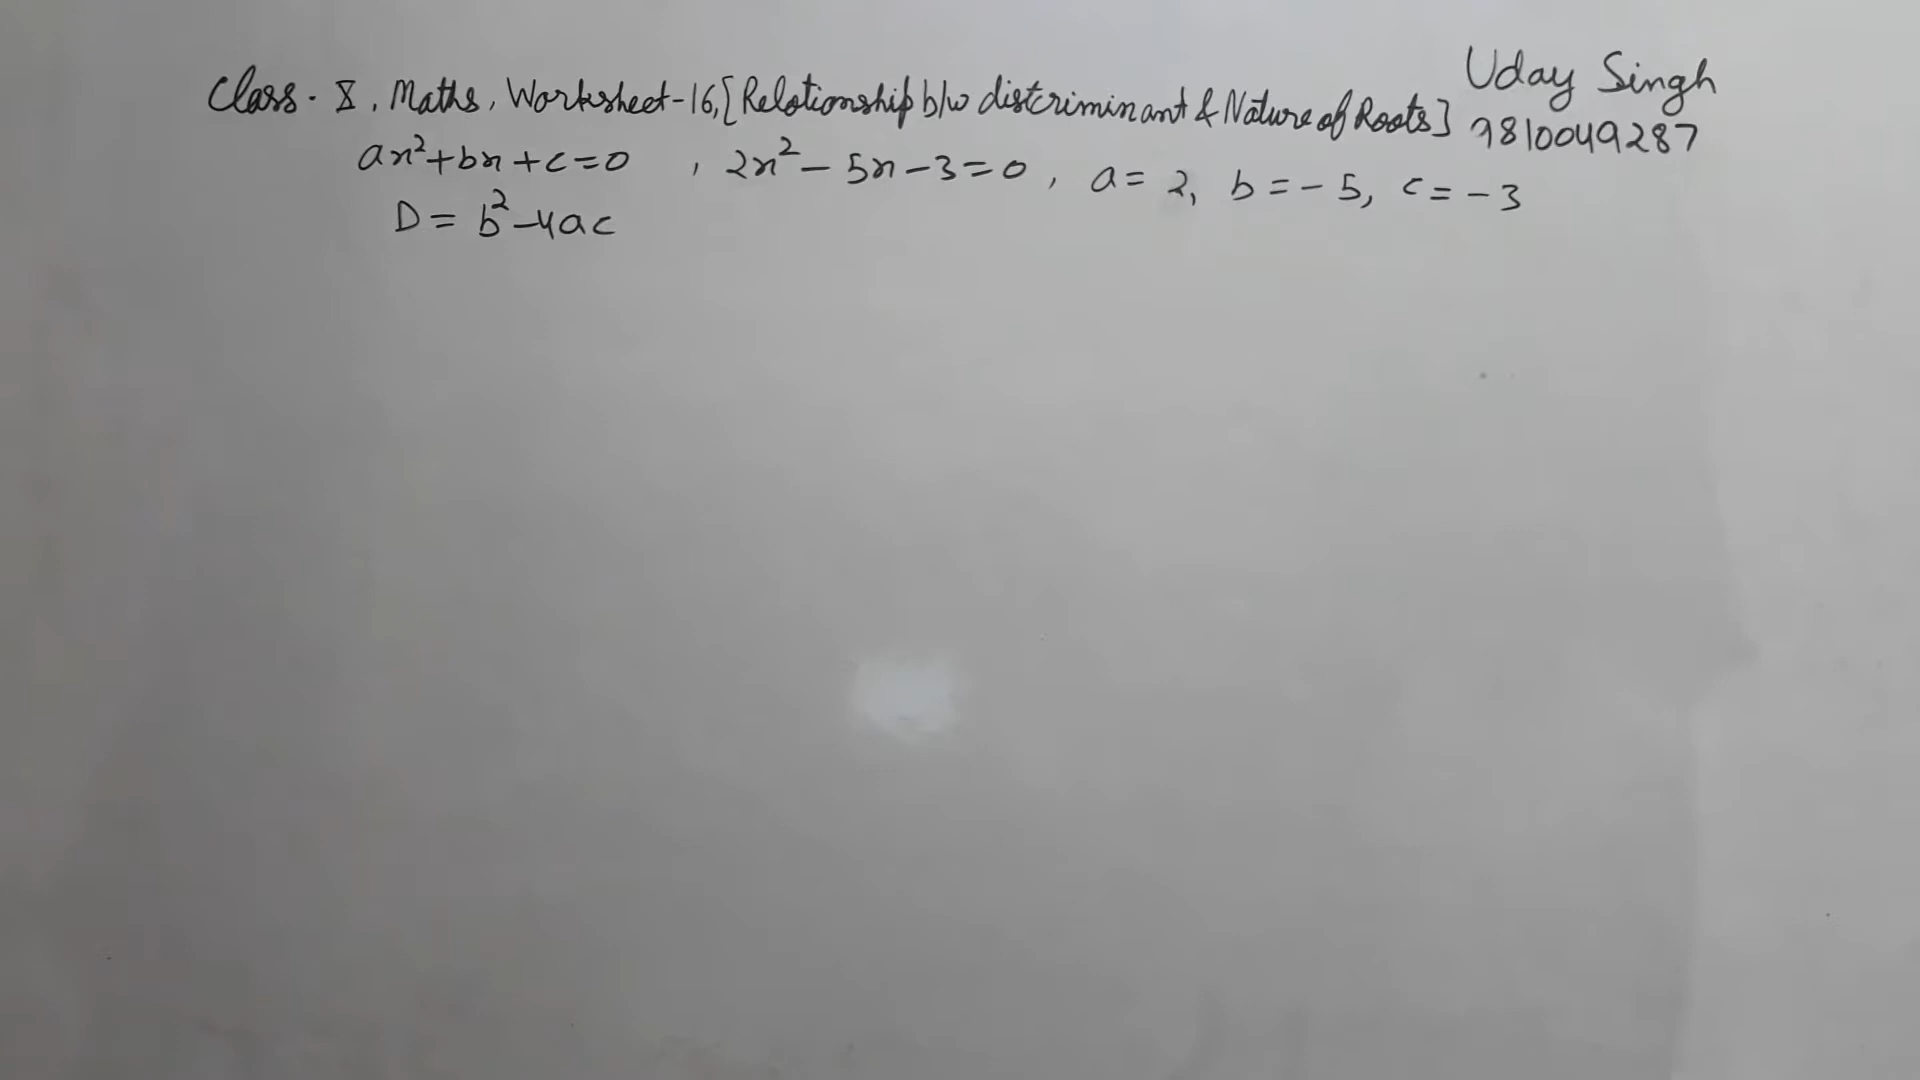 Class - X, Maths, Worksheet-16, [Relationship b/w distcriminant & Nature of Roots]
Uday Singh
9810049287
ax²+bx+c=0 , 2x²-5x-3=0, a=2, b=-5, c=-3
D= b²-4ac